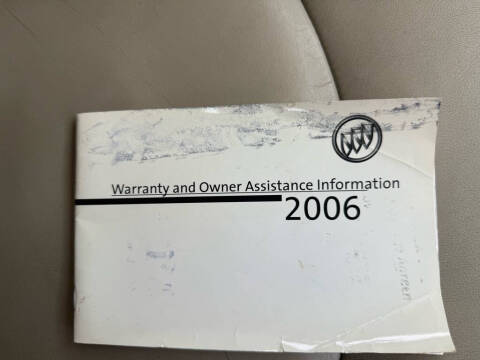 Warranty and Owner Assistance Information
2006